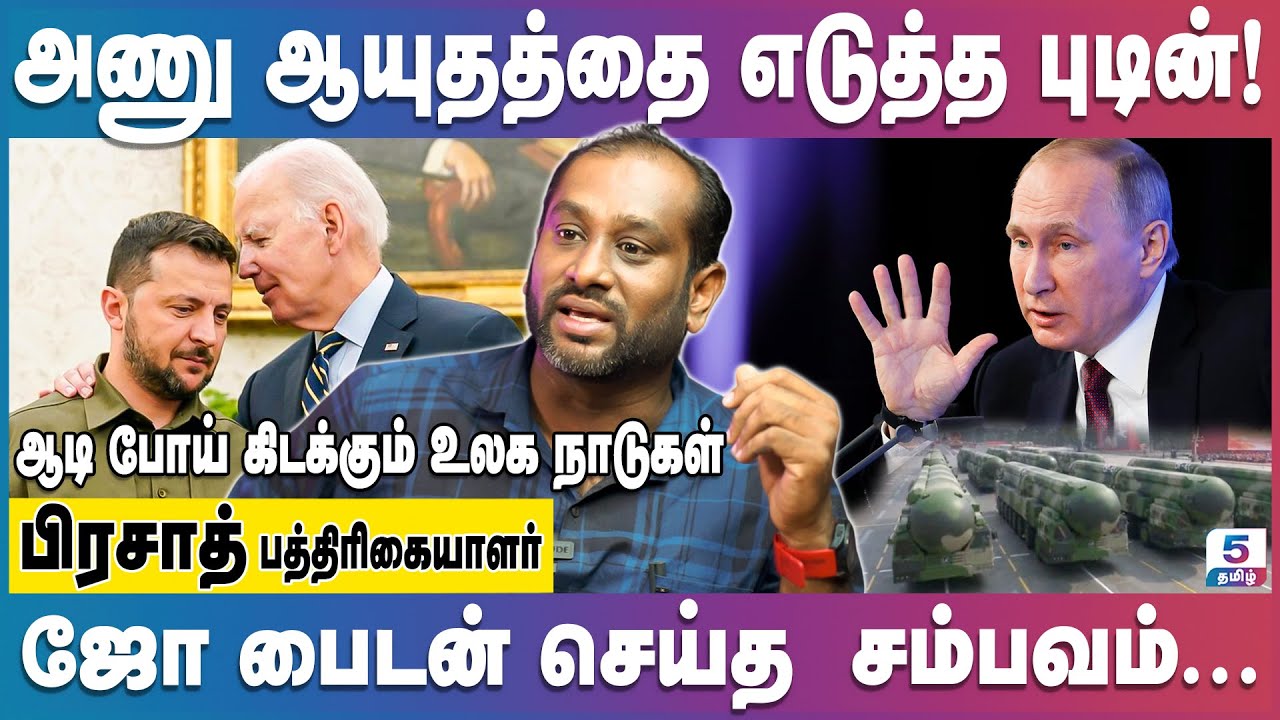 அணு ஆயுதத்தை எடுத்த புடின்!
ஆடி போய் கிடக்கும் உலக நாடுகள்
பிரசாத் பத்திரிகையாளர்
5
தமிழ்
ஜோ பைடன் செய்த சம்பவம்...